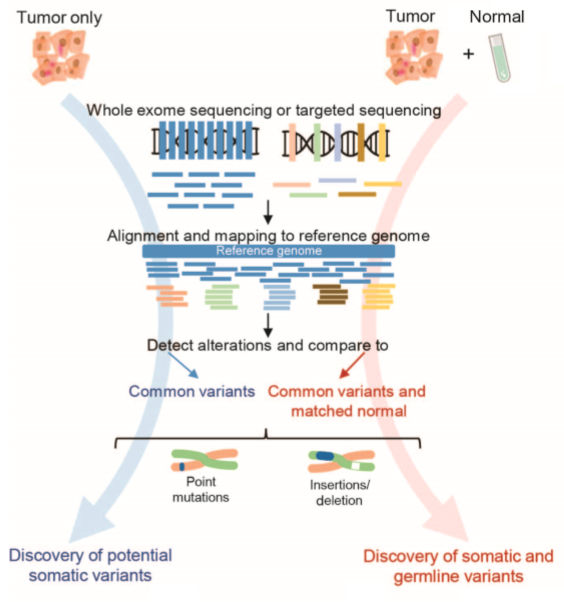 Tumor only
Tumor
Normal
+
Whole exome sequencing or targeted sequencing
Alignment and mapping to reference genome
Reference genome
Detect alterations and compare to
Common variants
Common variants and
matched normal
Point
mutations
Insertions/
deletion
Discovery of potential
somatic variants
Discovery of somatic and
germline variants